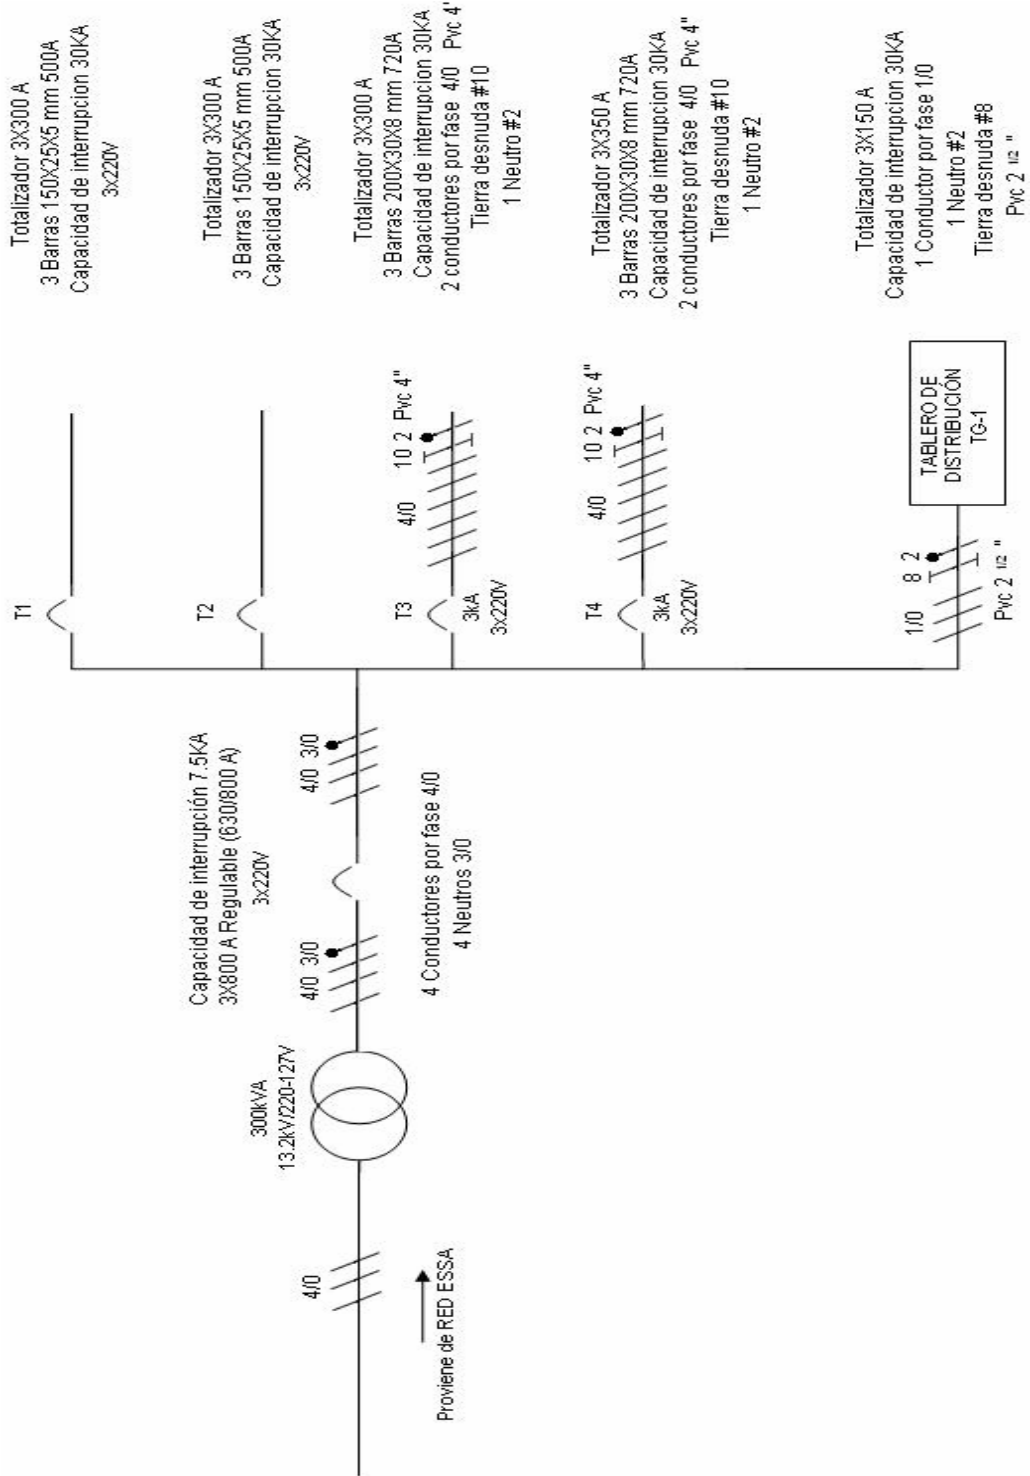 Proviene de RED ESSA
4/0
300kVA
13.2kV/220-127V
4/0 3/0
Capacidad de interrupción 7.5KA
3X800 A Regulable (630/800 A)
3x220V
4 Conductores por fase 4/0
4 Neutros 3/0
4/0 3/0
T1
Totalizador 3X300 A
3 Barras 150X25X5 mm 500A
Capacidad de interrupcion 30KA
3x220V
T2
Totalizador 3X300 A
3 Barras 150X25X5 mm 500A
Capacidad de interrupcion 30KA
3x220V
T3
3kA
3x220V
4/0
10 2 Pvc 4"
Totalizador 3X300 A
3 Barras 200X30X8 mm 720A
Capacidad de interrupcion 30KA
2 conductores por fase 4/0 Pvc 4'
Tierra desnuda #10
1 Neutro #2
T4
3kA
3x220V
4/0
10 2 Pvc 4"
Totalizador 3X350 A
3 Barras 200X30X8 mm 720A
Capacidad de interrupcion 30KA
2 conductores por fase 4/0 Pvc 4"
Tierra desnuda #10
1 Neutro #2
1/0
8 2
Pvc 2 1/2 "
TABLERO DE
DISTRIBUCIÓN
TG-1
Totalizador 3X150 A
Capacidad de interrupcion 30KA
1 Conductor por fase 1/0
1 Neutro #2
Tierra desnuda #8
Pvc 2 1/2 "